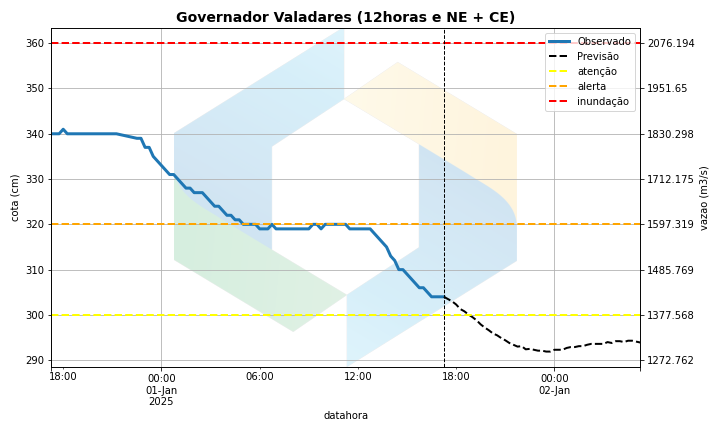 Governador Valadares (12horas e NE + CE)
360
350
340
330
320
310
300
290
cota (cm)
2076.194
1951.65
1830.298
1712.175
1597.319
1485.769
1377.568
1272.762
vazao (m3/s)
Observado
Previsão
atenção
alerta
inundação
18:00
00:00
01-Jan
2025
06:00
12:00
18:00
00:00
02-Jan
datahora